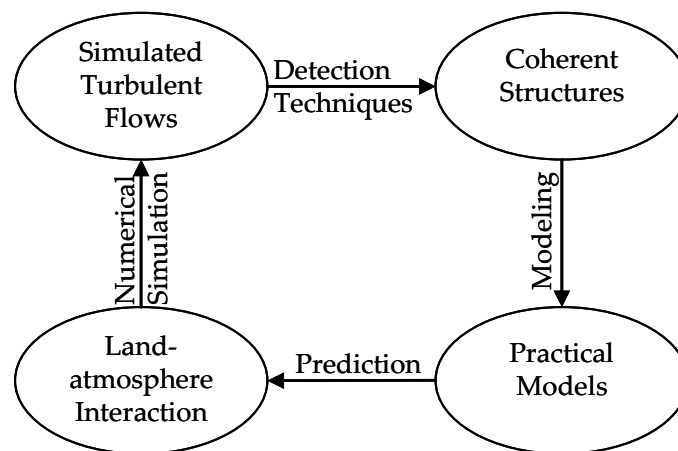 Simulated
Turbulent
Flows
Detection
Techniques
Coherent
Structures
Numerical
Simulation
Modeling
Land-
atmosphere
Interaction
Prediction
Practical
Models